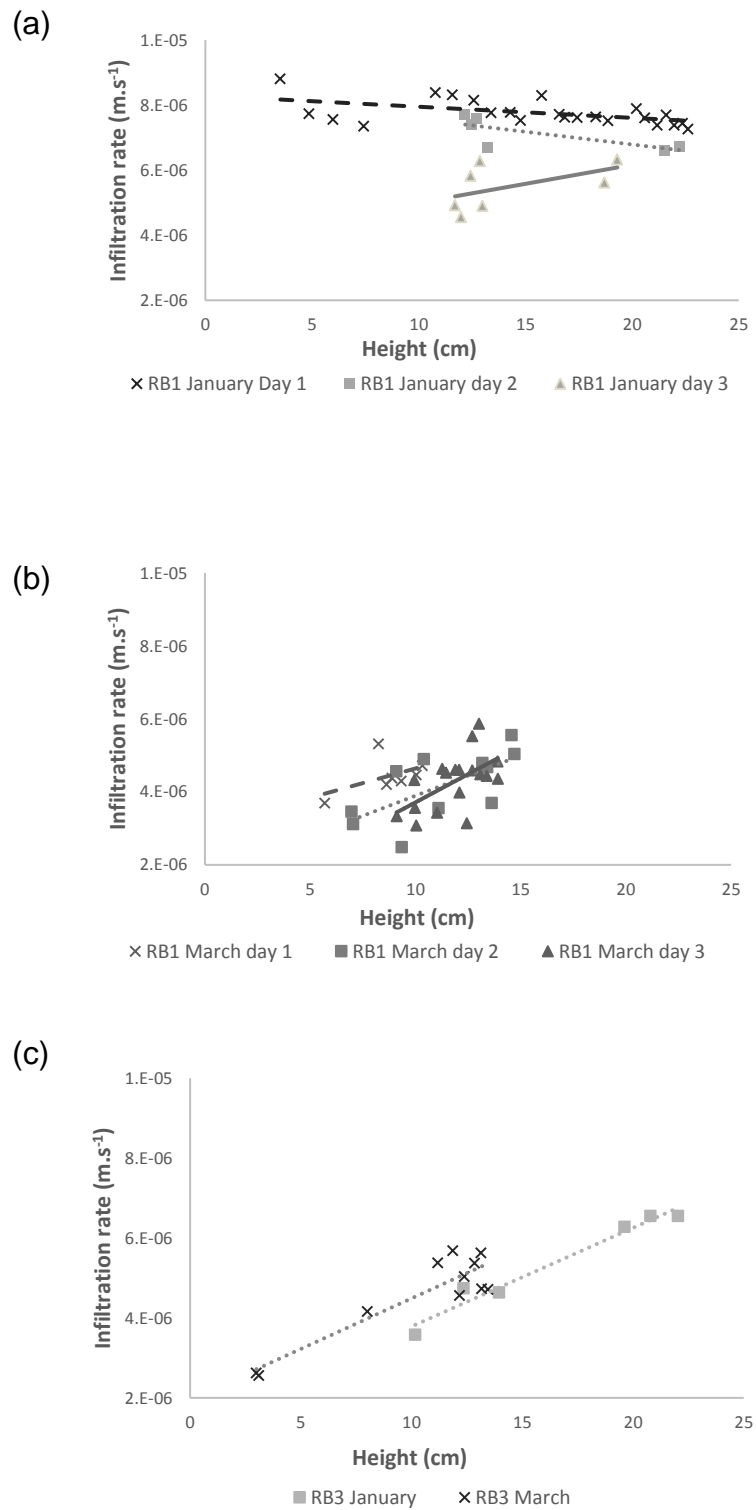 (a)
Infiltration rate (m.s-1)
1.E-05
8.E-06
6.E-06
4.E-06
2.E-06
0 5 10 15 20 25
Height (cm)
RB1 January Day 1 RB1 January day 2 RB1 January day 3
(b)
Infiltration rate (m.s-1)
1.E-05
8.E-06
6.E-06
4.E-06
2.E-06
0 5 10 15 20 25
Height (cm)
RB1 March day 1 RB1 March day 2 RB1 March day 3
(c)
Infiltration rate (m.s-1)
1.E-05
8.E-06
6.E-06
4.E-06
2.E-06
0 5 10 15 20 25
Height (cm)
RB3 January RB3 March